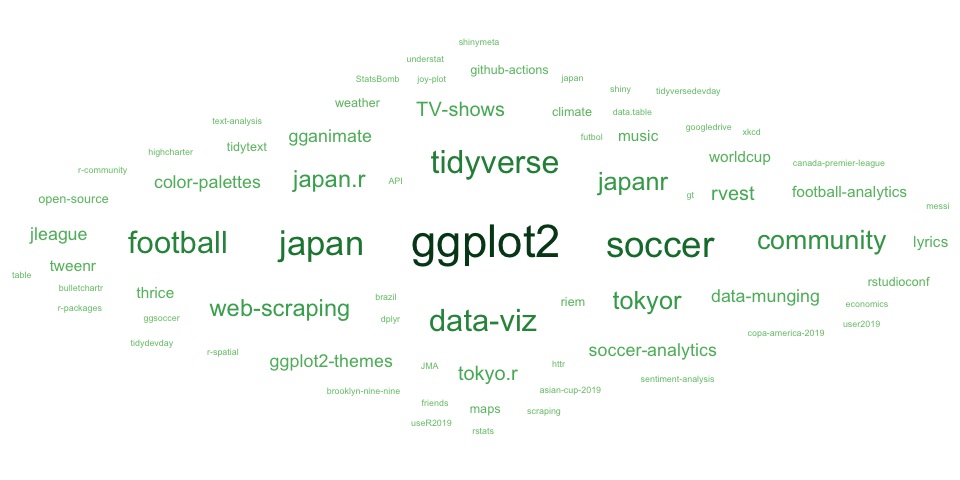 shinymeta
understat
StatsBomb joy-plot github-actions japan
shiny tidyversedevday
weather TV-shows climate data.table
text-analysis gganimate futbol music googledrive xkcd
highcharter tidytext tidyverse worldcup canada-premier-league
r-community color-palettes japan.r API japanr gt rvest football-analytics
open-source messi
jleague football japan ggplot2 soccer community lyrics
table tweenr
bulletchartr thrice web-scraping brazil riem tokyor data-munging rstudioconf
r-packages ggsoccer dplyr data-viz economics
user2019
tidydevday r-spatial copa-america-2019
ggplot2-themes JMA tokyo.r httr soccer-analytics
brooklyn-nine-nine asian-cup-2019 sentiment-analysis
friends maps scraping
useR2019 rstats